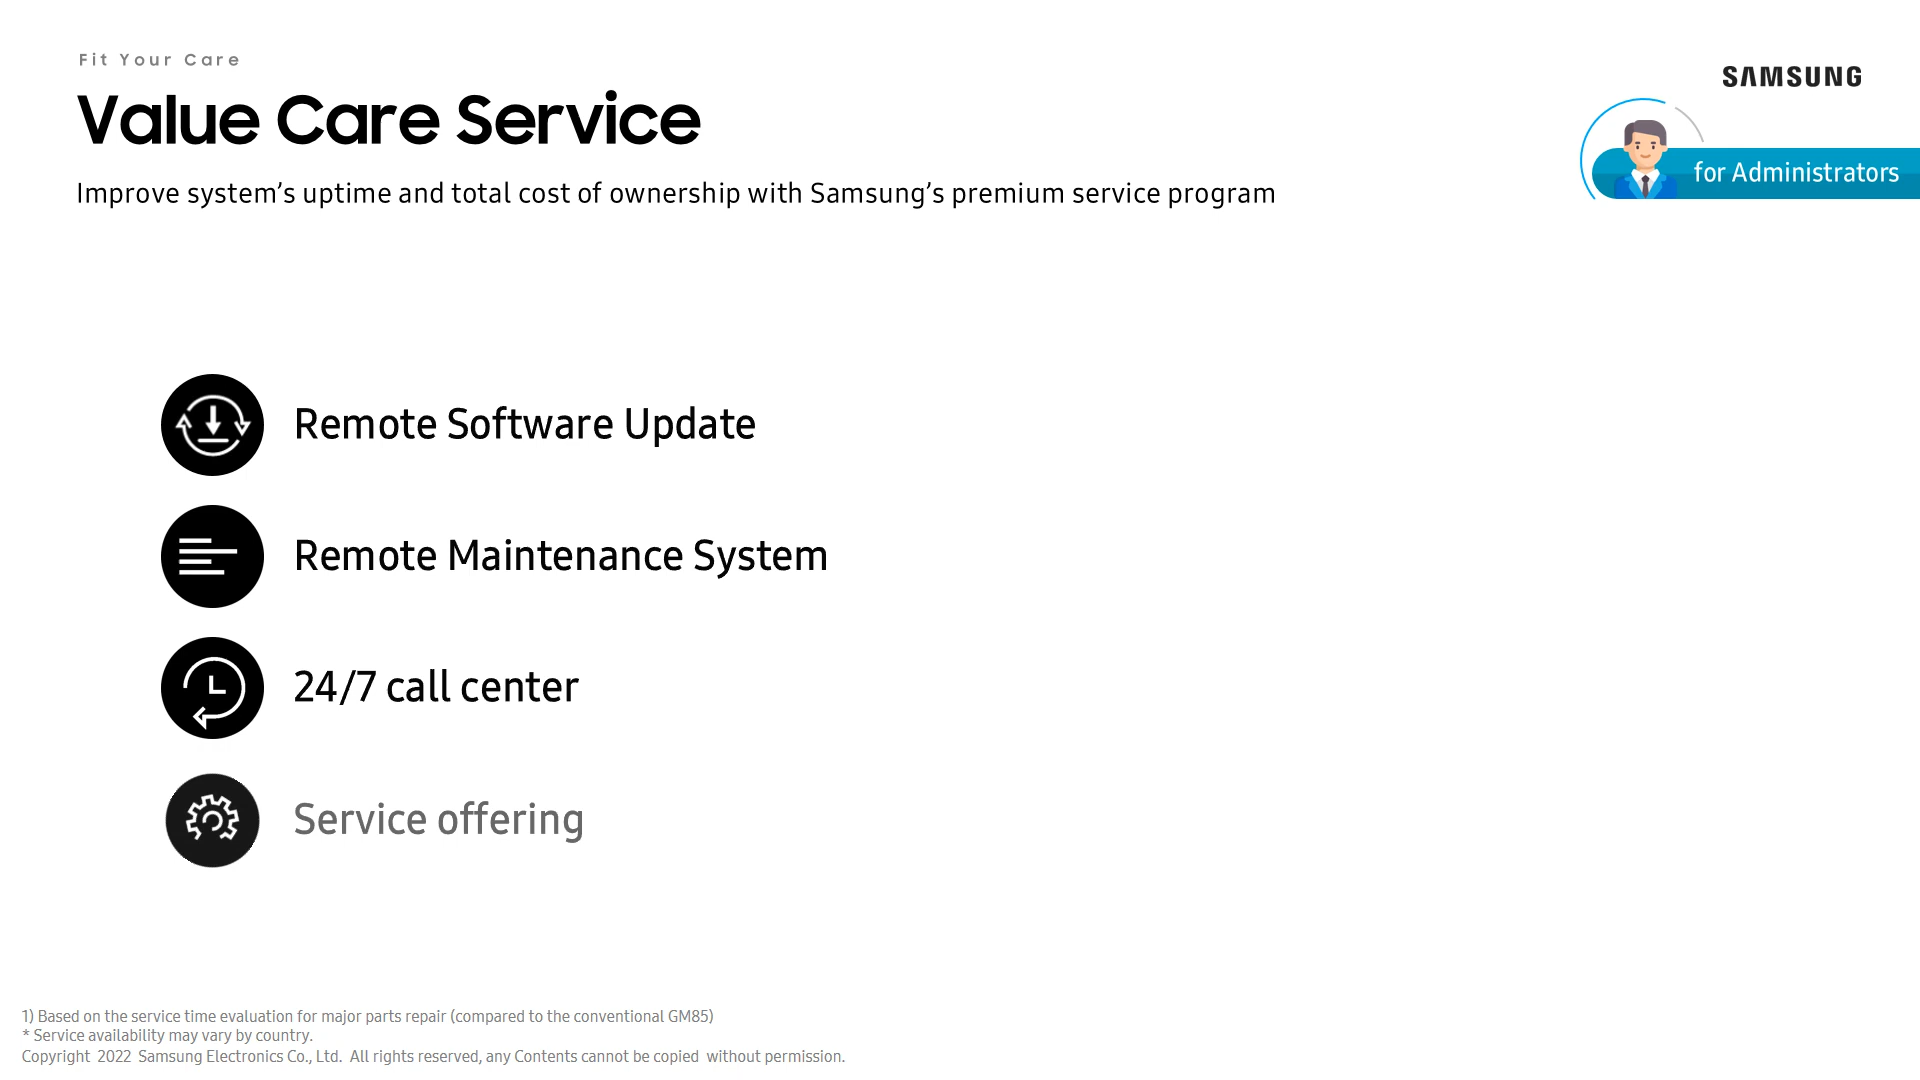 Fit Your Care
SAMSUNG
Value Care Service
for Administrators
Improve system’s uptime and total cost of ownership with Samsung’s premium service program
Remote Software Update
Remote Maintenance System
24/7 call center
Service offering
1) Based on the service time evaluation for major parts repair (compared to the conventional GM85)
* Service availability may vary by country.
Copyright 2022 Samsung Electronics Co., Ltd. All rights reserved, any Contents cannot be copied without permission.